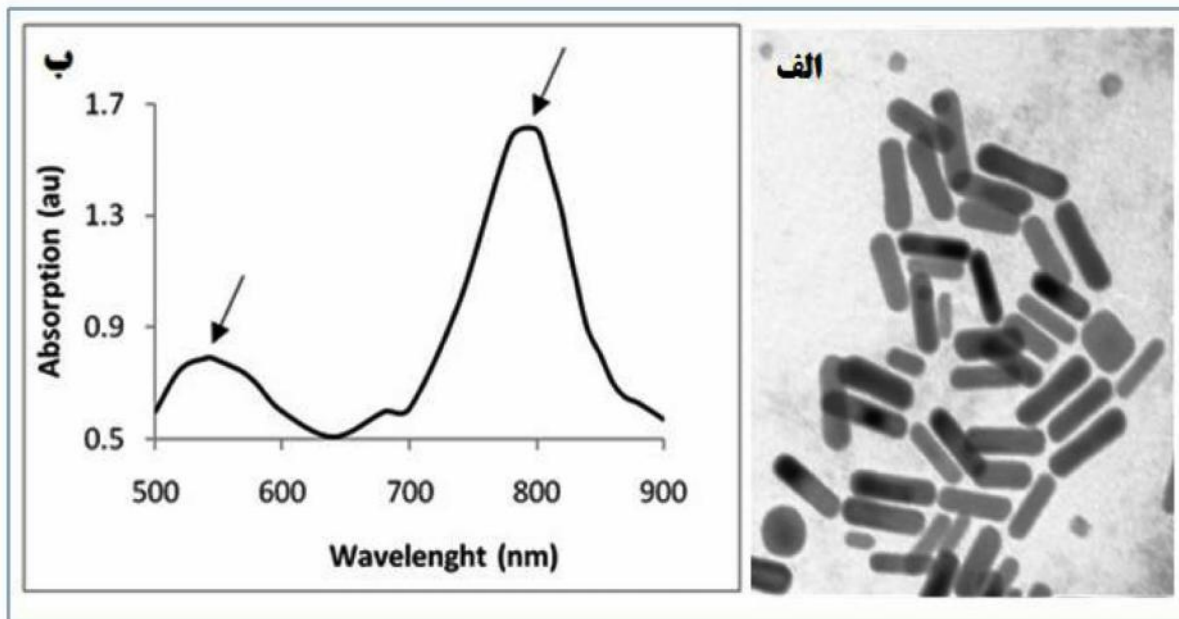 ب
الف
1.7
1.3
0.9
0.5
Absorption (au)
500 600 700 800 900
Wavelenght (nm)